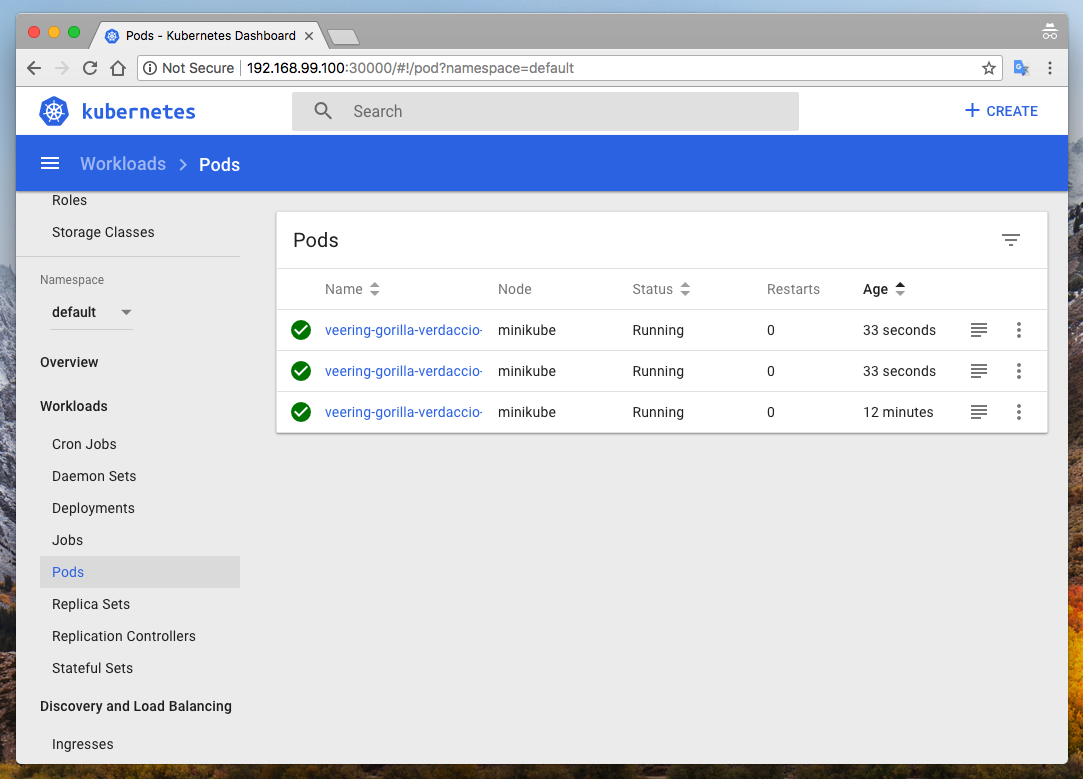 Pods - Kubernetes Dashboard
Not Secure 192.168.99.100:30000/#!/pod?namespace=default
kubernetes Search CREATE
Workloads Pods
Roles
Storage Classes
Namespace
default
Overview
Workloads
Cron Jobs
Daemon Sets
Deployments
Jobs
Pods
Replica Sets
Replication Controllers
Stateful Sets
Discovery and Load Balancing
Ingresses
Pods
Name Node Status Restarts Age
veering-gorilla-verdaccio- minikube Running 0 33 seconds
veering-gorilla-verdaccio- minikube Running 0 33 seconds
veering-gorilla-verdaccio- minikube Running 0 12 minutes